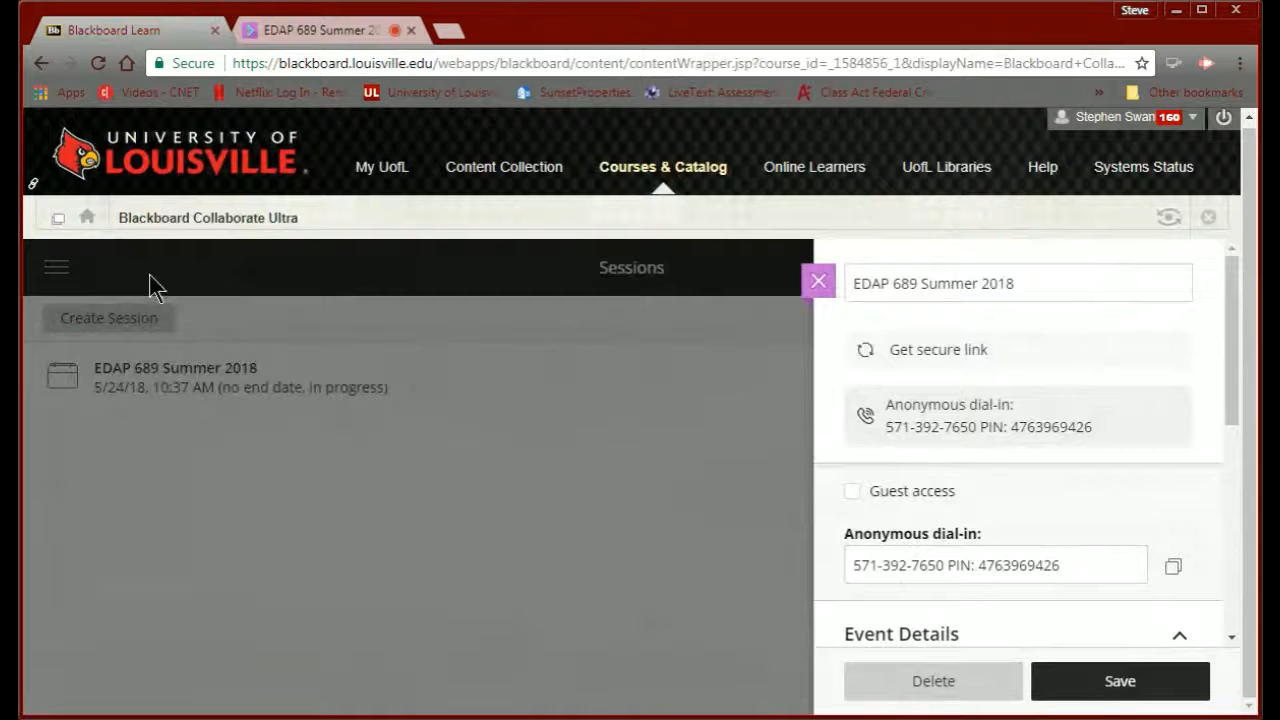 Steve
Bb Blackboard Learn
EDAP 689 Summer 20
Secure https://blackboard.louisville.edu/webapps/blackboard/content/contentWrapper.jsp?course_id=_1584856_1&displayName=Blackboard+Colla...
Apps Videos - CNET Netflix: Log In - Ren UL University of Louisv SunsetProperties. LiveText: Assessmen Class Act Federal Cr » Other bookmarks
Stephen Swan 160
UNIVERSITY OF
LOUISVILLE.
My UofL Content Collection Courses & Catalog Online Learners UofL Libraries Help Systems Status
Blackboard Collaborate Ultra
Sessions
Create Session
EDAP 689 Summer 2018
5/24/18, 10:37 AM (no end date, in progress)
EDAP 689 Summer 2018
Get secure link
Anonymous dial-in:
571-392-7650 PIN: 4763969426
Guest access
Anonymous dial-in:
571-392-7650 PIN: 4763969426
Event Details
Delete Save